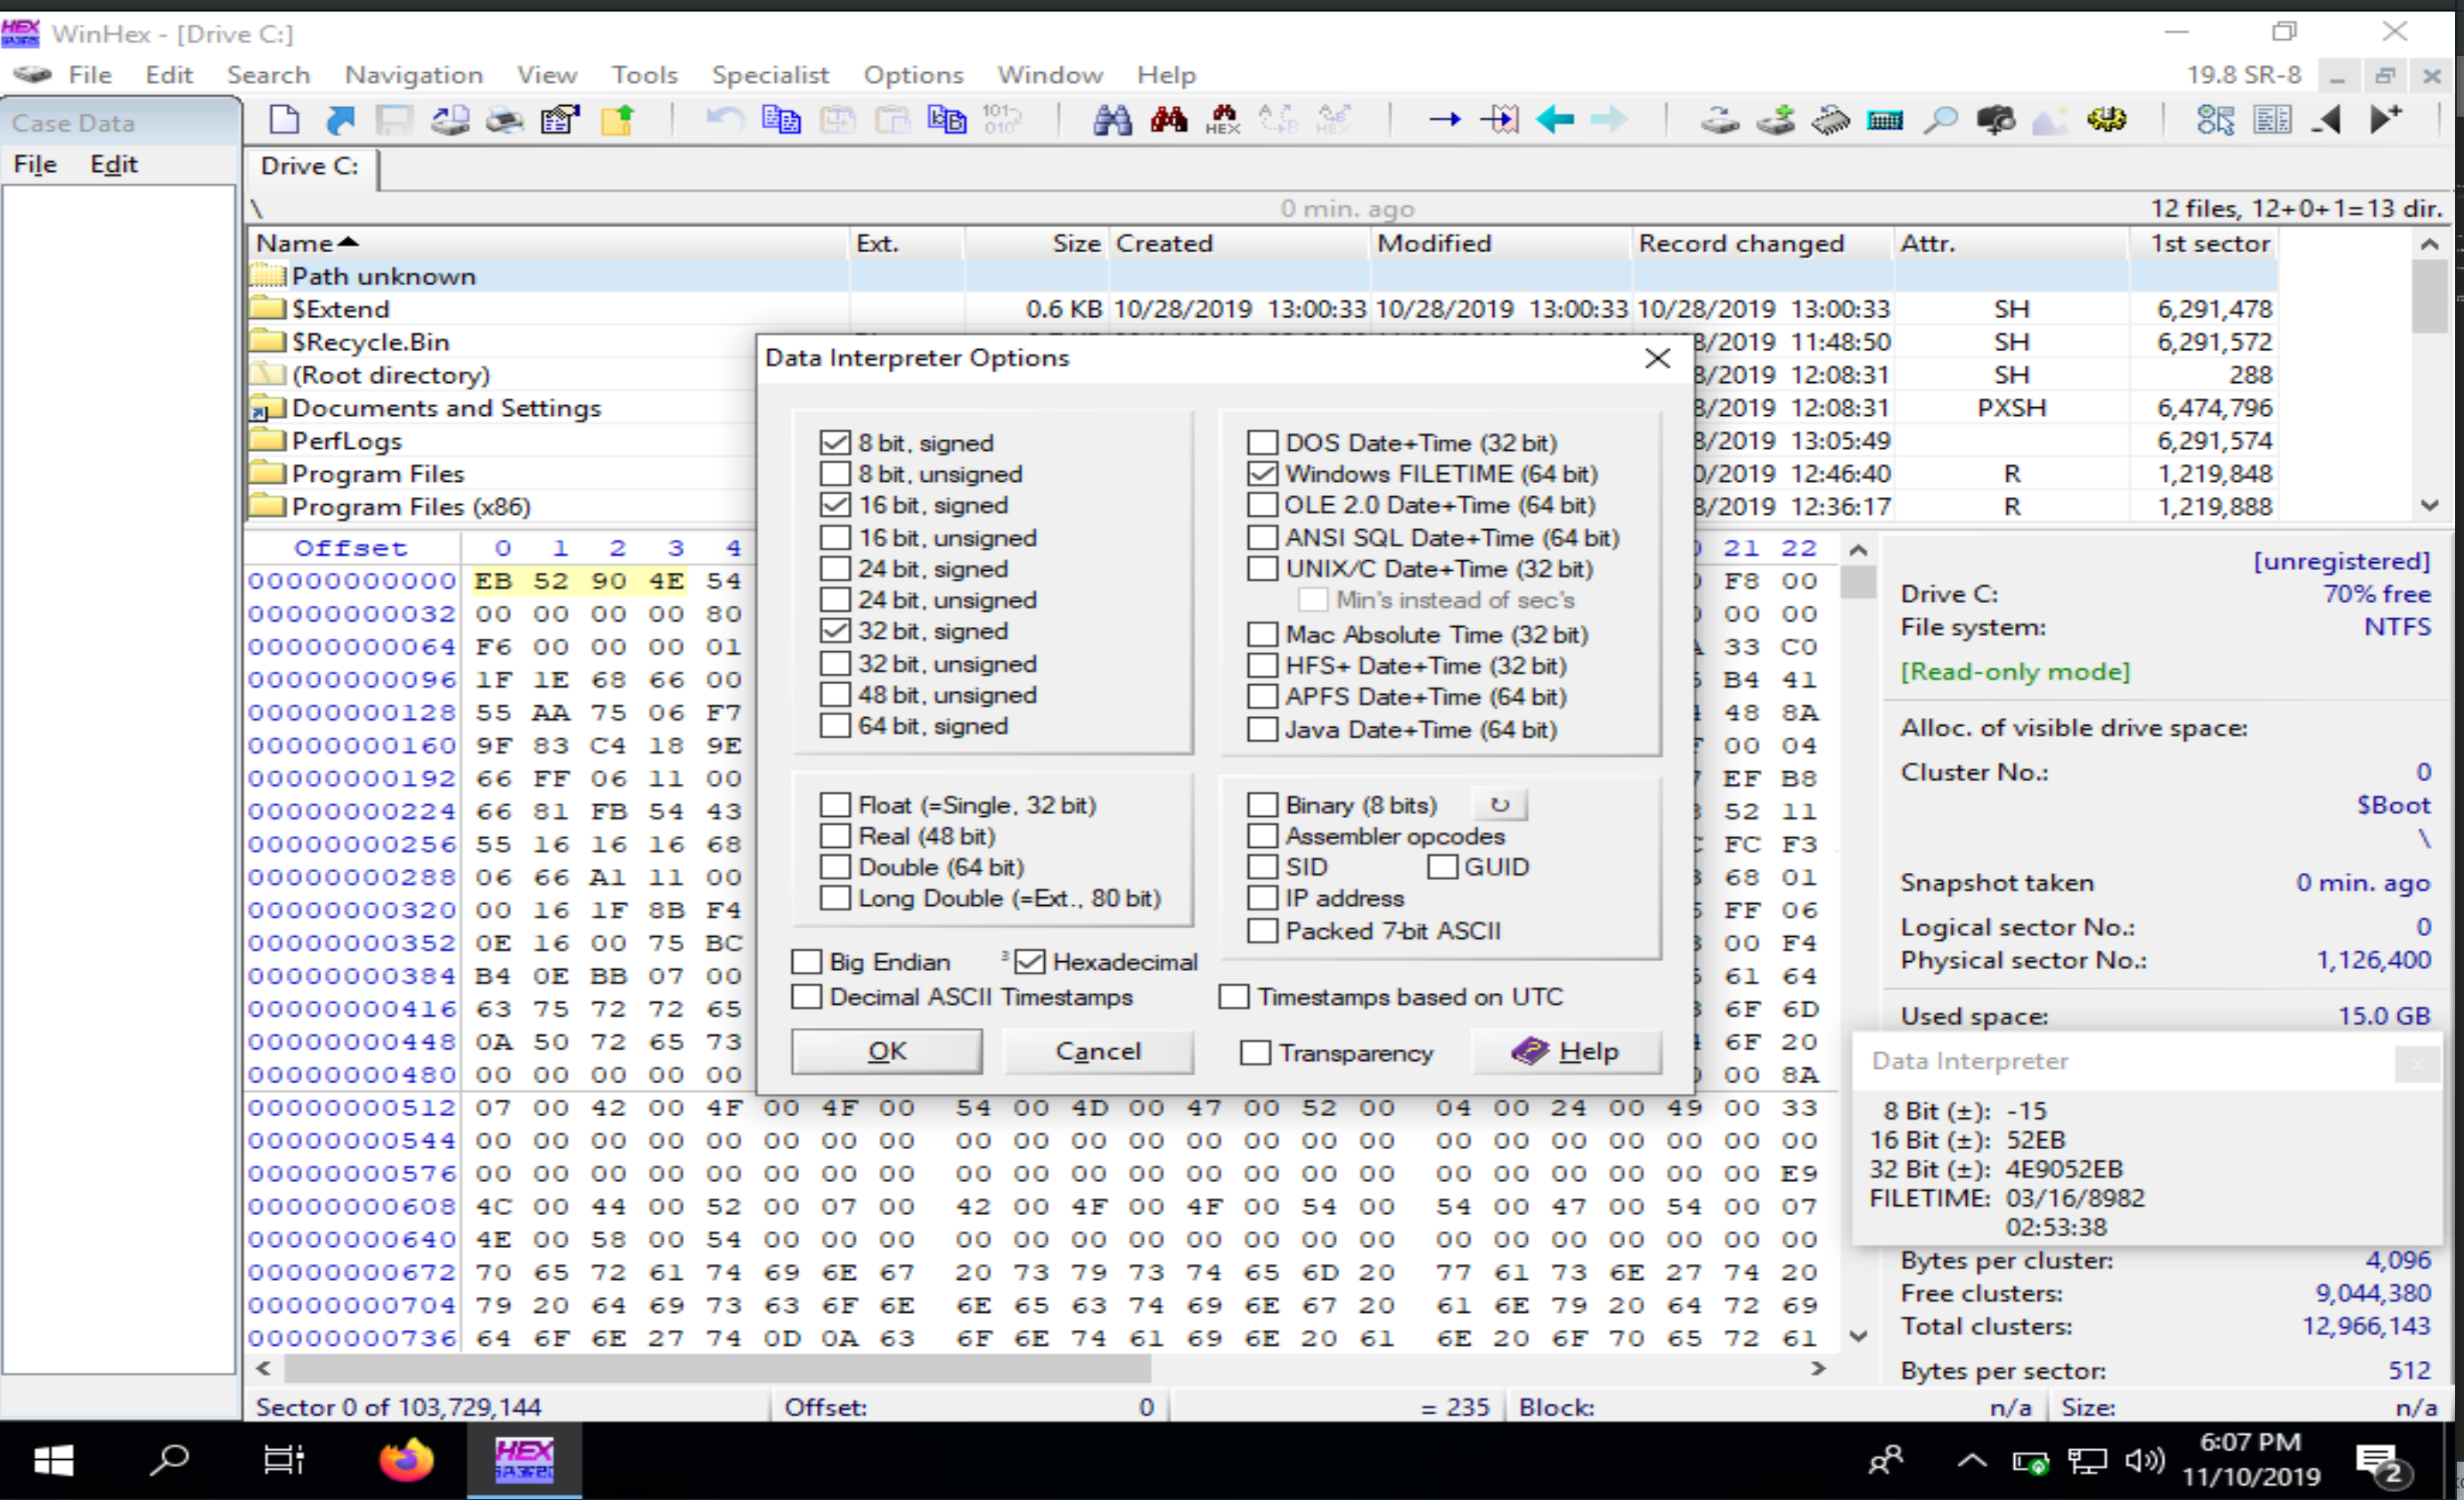 WinHex - [Drive C:]
File Edit Search Navigation View Tools Specialist Options Window Help 19.8 SR-8
Case Data
File Edit
Drive C:
\ 0 min. ago 12 files, 12+0+1=13 dir.
Name Ext. Size Created Modified Record changed Attr. 1st sector
Path unknown
$Extend 0.6 KB 10/28/2019 13:00:33 10/28/2019 13:00:33 10/28/2019 13:00:33 SH 6,291,478
$Recycle.Bin 8/2019 11:48:50 SH 6,291,572
(Root directory) 8/2019 12:08:31 SH 288
Documents and Settings 8/2019 12:08:31 PXSH 6,474,796
PerfLogs 8/2019 13:05:49 6,291,574
Program Files 0/2019 12:46:40 R 1,219,848
Program Files (x86) 8/2019 12:36:17 R 1,219,888
Data Interpreter Options
8 bit, signed
8 bit, unsigned
16 bit, signed
16 bit, unsigned
24 bit, signed
24 bit, unsigned
32 bit, signed
32 bit, unsigned
48 bit, unsigned
64 bit, signed
DOS Date+Time (32 bit)
Windows FILETIME (64 bit)
OLE 2.0 Date+Time (64 bit)
ANSI SQL Date+Time (64 bit)
UNIX/C Date+Time (32 bit)
Min's instead of sec's
Mac Absolute Time (32 bit)
HFS+ Date+Time (32 bit)
APFS Date+Time (64 bit)
Java Date+Time (64 bit)
Float (=Single, 32 bit)
Real (48 bit)
Double (64 bit)
Long Double (=Ext., 80 bit)
Binary (8 bits)
Assembler opcodes
SID GUID
IP address
Packed 7-bit ASCII
Big Endian ³ Hexadecimal
Decimal ASCII Timestamps Timestamps based on UTC
OK Cancel Transparency Help
Offset 0 1 2 3 4 21 22
00000000000 EB 52 90 4E 54 F8 00
00000000032 00 00 00 00 80 00 00
00000000064 F6 00 00 00 01 33 C0
00000000096 1F 1E 68 66 00 B4 41
00000000128 55 AA 75 06 F7 48 8A
00000000160 9F 83 C4 18 9E 00 04
00000000192 66 FF 06 11 00 EF B8
00000000224 66 81 FB 54 43 52 11
00000000256 55 16 16 16 68 FC F3
00000000288 06 66 A1 11 00 68 01
00000000320 00 16 1F 8B F4 FF 06
00000000352 0E 16 00 75 BC 00 F4
00000000384 B4 0E BB 07 00 61 64
00000000416 63 75 72 72 65 6F 6D
00000000448 0A 50 72 65 73 6F 20
00000000480 00 00 00 00 00 00 8A
00000000512 07 00 42 00 4F 00 4F 00 54 00 4D 00 47 00 52 00 04 00 24 00 49 00 33
00000000544 00 00 00 00 00 00 00 00 00 00 00 00 00 00 00 00 00 00 00 00 00 00 00
00000000576 00 00 00 00 00 00 00 00 00 00 00 00 00 00 00 00 00 00 00 00 00 00 E9
00000000608 4C 00 44 00 52 00 07 00 42 00 4F 00 4F 00 54 00 54 00 47 00 54 00 07
00000000640 4E 00 58 00 54 00 00 00 00 00 00 00 00 00 00 00 00 00 00 00 00 00 00
00000000672 70 65 72 61 74 69 6E 67 20 73 79 73 74 65 6D 20 77 61 73 6E 27 74 20
00000000704 79 20 64 69 73 63 6F 6E 6E 65 63 74 69 6E 67 20 61 6E 79 20 64 72 69
00000000736 64 6F 6E 27 74 0D 0A 63 6F 6E 74 61 69 6E 20 61 6E 20 6F 70 65 72 61
[unregistered]
Drive C: 70% free
File system: NTFS
[Read-only mode]
Alloc. of visible drive space:
Cluster No.: 0
$Boot
\
Snapshot taken 0 min. ago
Logical sector No.: 0
Physical sector No.: 1,126,400
Used space: 15.0 GB
Data Interpreter
8 Bit (±): -15
16 Bit (±): 52EB
32 Bit (±): 4E9052EB
FILETIME: 03/16/8982
02:53:38
Bytes per cluster: 4,096
Free clusters: 9,044,380
Total clusters: 12,966,143
Bytes per sector: 512
Sector 0 of 103,729,144 Offset: 0 = 235 Block: n/a Size: n/a
HEX
6:07 PM
11/10/2019
2